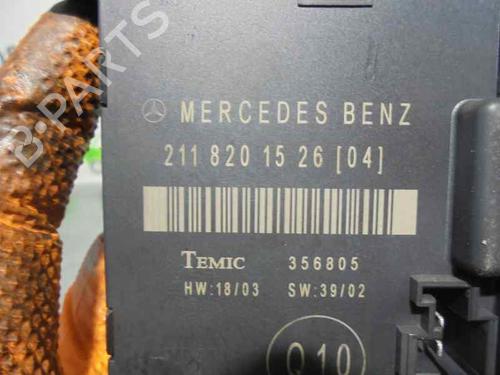 B-PARTS
MERCEDES BENZ
211 820 15 26 [04]
TEMIC 356805
HW:18/03 SW:39/02
Q10